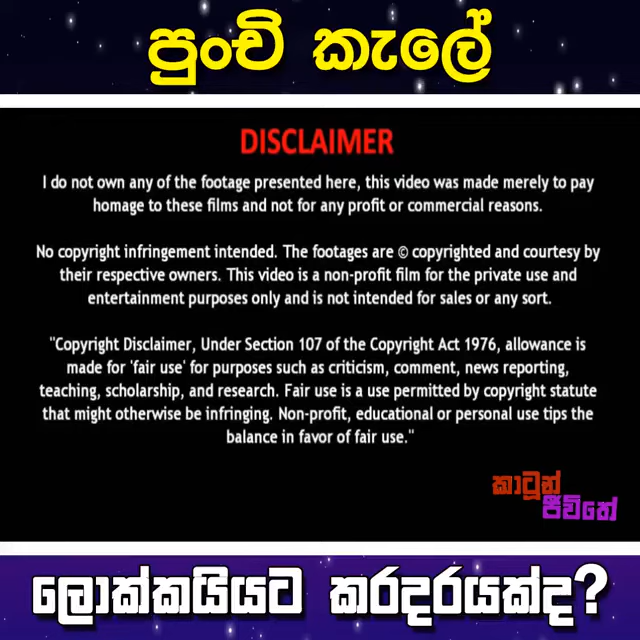 පුංචි කැලේ
DISCLAIMER
I do not own any of the footage presented here, this video was made merely to pay
homage to these films and not for any profit or commercial reasons.
No copyright infringement intended. The footages are © copyrighted and courtesy by
their respective owners. This video is a non-profit film for the private use and
entertainment purposes only and is not intended for sales or any sort.
"Copyright Disclaimer, Under Section 107 of the Copyright Act 1976, allowance is
made for 'fair use' for purposes such as criticism, comment, news reporting,
teaching, scholarship, and research. Fair use is a use permitted by copyright statute
that might otherwise be infringing. Non-profit, educational or personal use tips the
balance in favor of fair use."
කාටූන්
ජීවිතේ
ලොක්කයියට කරදරයක්ද?